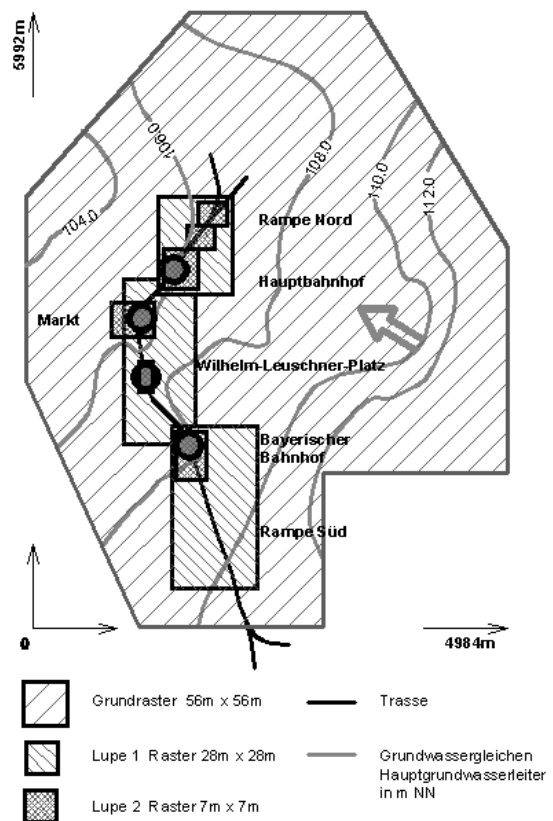 5992m
106.0
108.0
110.0
112.0
104.0
Rampe Nord
Hauptbahnhof
Markt
Wilhelm-Leuschner-Platz
Bayerischer
Bahnhof
Rampe Süd
0
4984m
Grundraster 56m x 56m
Trasse
Lupe 1 Raster 28m x 28m
Grundwassergleichen
Hauptgrundwasserleiter
in m NN
Lupe 2 Raster 7m x 7m